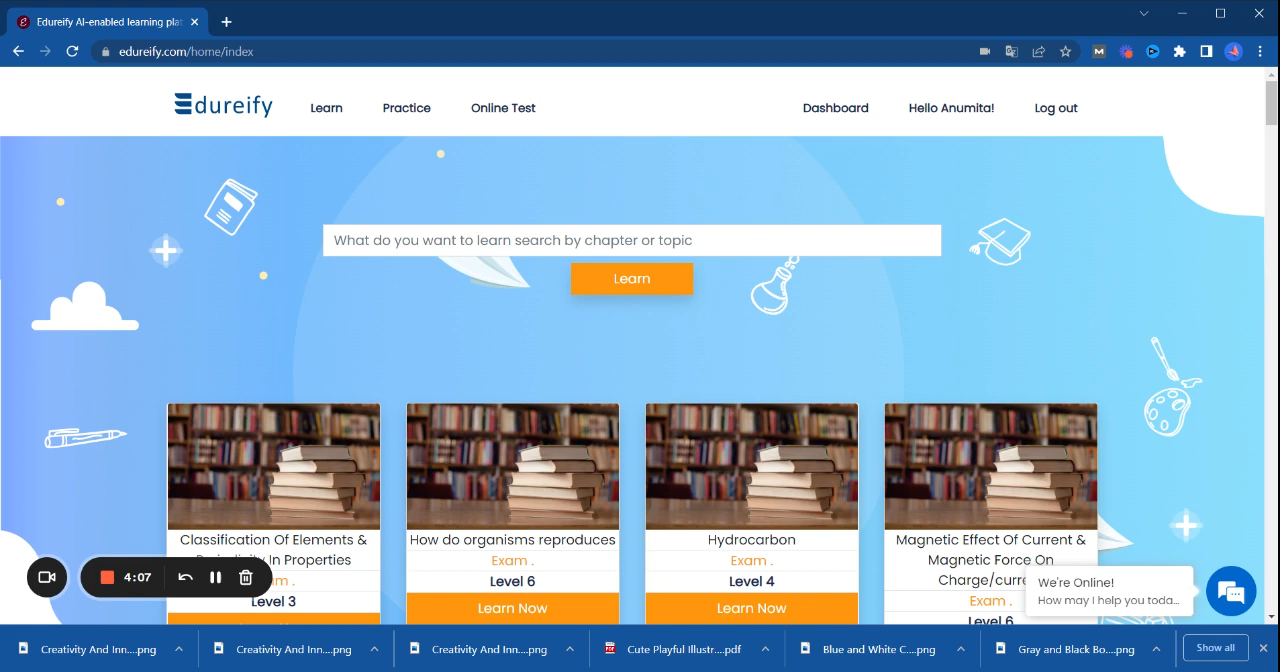 Edureify AI-enabled learning plat
edureify.com/home/index
Edureify
Learn
Practice
Online Test
Dashboard
Hello Anumita!
Log out
What do you want to learn search by chapter or topic
Learn
Classification Of Elements &
In Properties
Level 3
How do organisms reproduces
Exam .
Level 6
Learn Now
Hydrocarbon
Exam .
Level 4
Learn Now
Magnetic Effect Of Current &
Magnetic Force On
Charge/curre
Exam .
Level 6
4:07
We're Online!
How may I help you toda...
Creativity And Inn....png
Creativity And Inn....png
Creativity And Inn....png
Cute Playful Illustr....pdf
Blue and White C....png
Gray and Black Bo....png
Show all